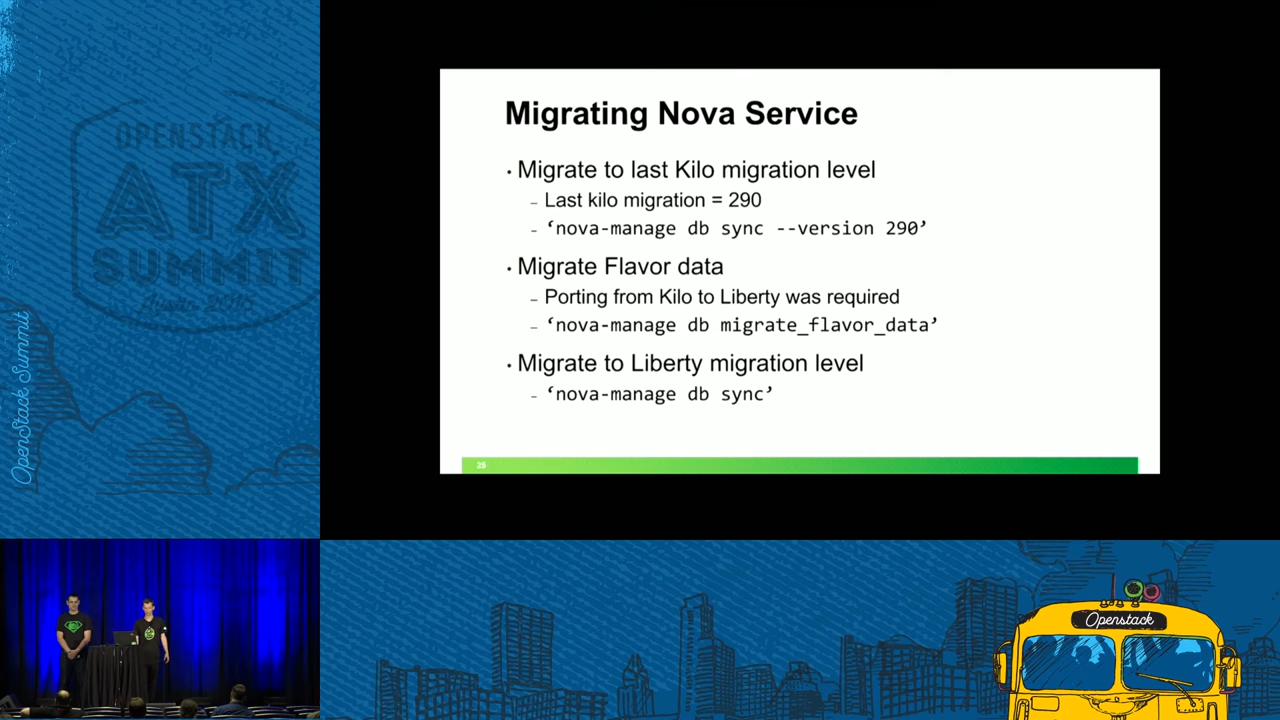 OPENSTACK
ATX
SUMMIT
Austin 2016
OpenStack Summit
Migrating Nova Service
• Migrate to last Kilo migration level
– Last kilo migration = 290
– ‘nova-manage db sync --version 290’
• Migrate Flavor data
– Porting from Kilo to Liberty was required
– ‘nova-manage db migrate_flavor_data’
• Migrate to Liberty migration level
– ‘nova-manage db sync’
Openstack